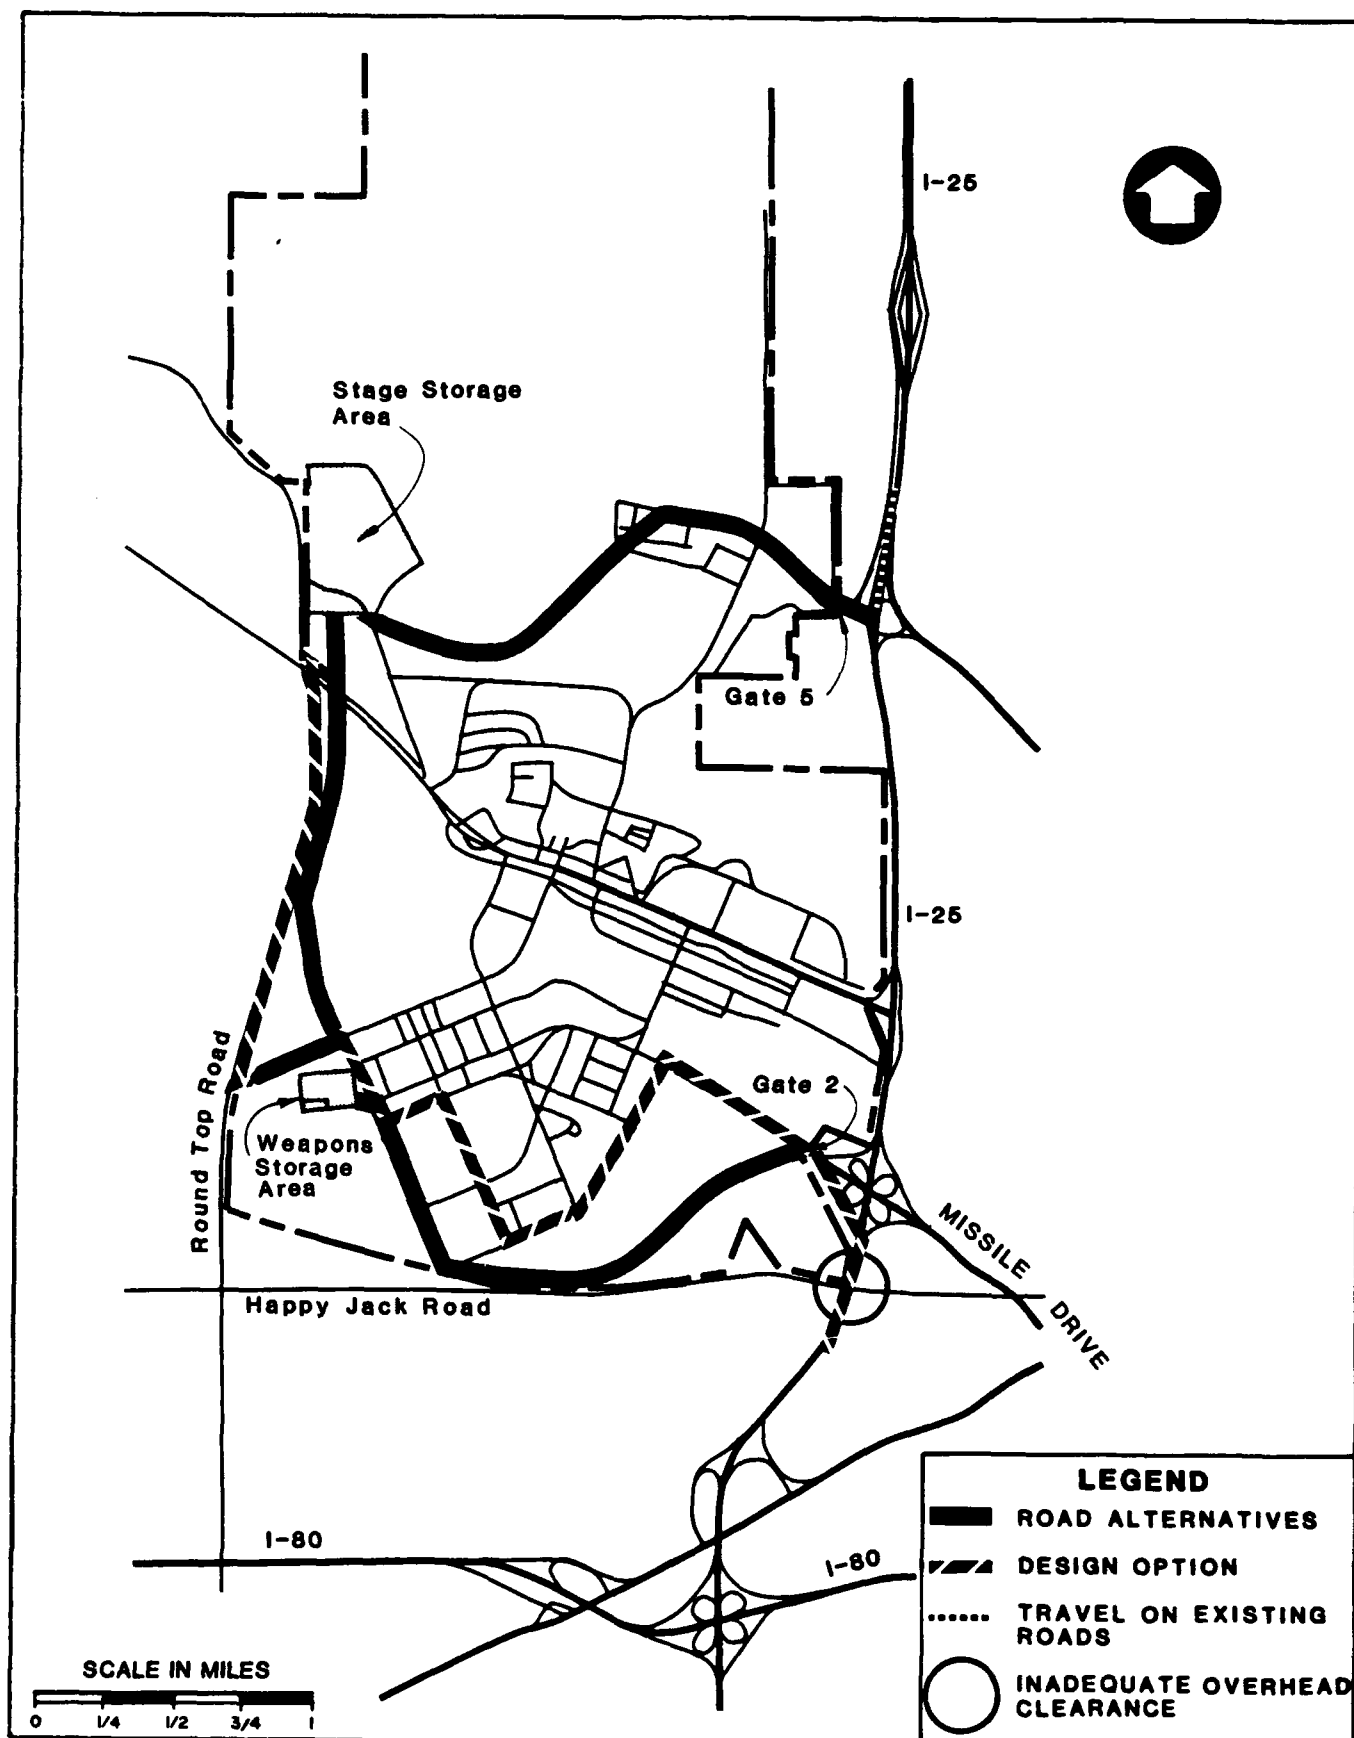 I-25
Stage Storage
Area
Gate 5
I-25
Gate 2
Round Top Road
Weapons
Storage
Area
MISSILE
DRIVE
Happy Jack Road
I-80
I-80
LEGEND
ROAD ALTERNATIVES
DESIGN OPTION
TRAVEL ON EXISTING
ROADS
INADEQUATE OVERHEAD
CLEARANCE
SCALE IN MILES
0 1/4 1/2 3/4 1